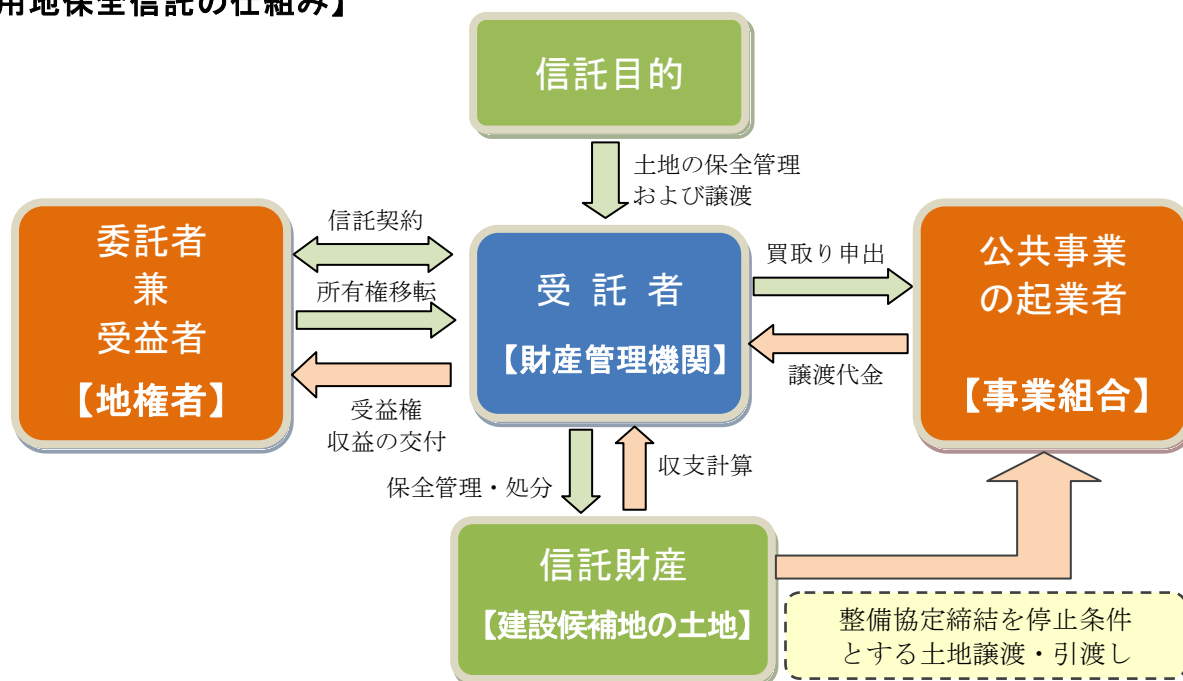 用地保全信託の仕組み】
信託目的
土地の保全管理
および譲渡
委託者
兼
受益者
【地権者】
信託契約
所有権移転
受益権
収益の交付
受 託 者
【財産管理機関】
買取り申出
譲渡代金
公共事業
の起業者
【事業組合】
保全管理・処分
収支計算
信託財産
【建設候補地の土地】
整備協定締結を停止条件
とする土地譲渡・引渡し